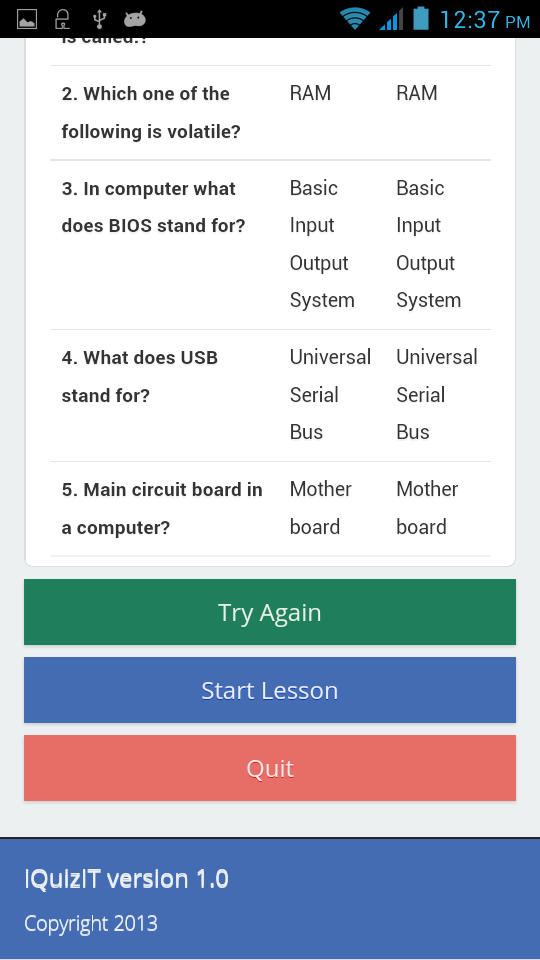 12:37 PM
is called?:
2. Which one of the RAM RAM
following is volatile?
3. In computer what Basic Basic
does BIOS stand for? Input Input
Output Output
System System
4. What does USB Universal Universal
stand for? Serial Serial
Bus Bus
5. Main circuit board in Mother Mother
a computer? board board
Try Again
Start Lesson
Quit
IQuizIT version 1.0
Copyright 2013